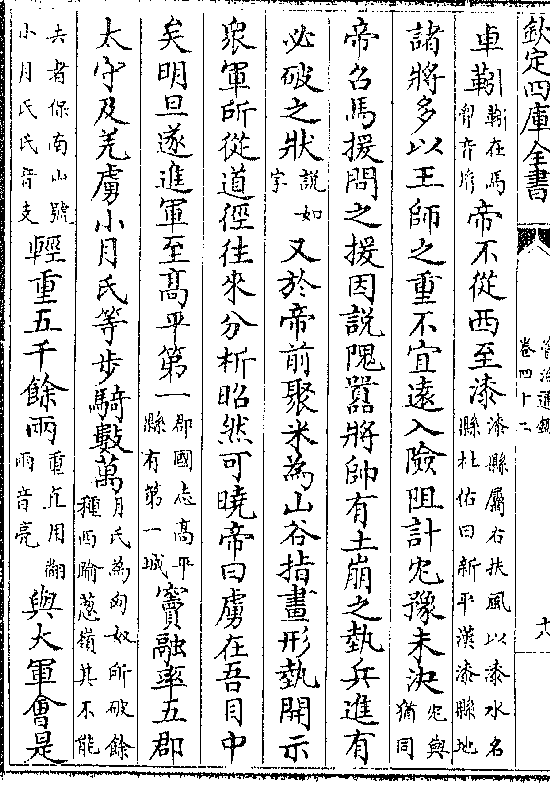 欽定四庫全書
資治通鑑
卷四十二
十八
車靷靷在馬胷音胤帝不從西至漆漆縣屬右扶風以漆水名縣杜佑曰新平漢漆縣地
諸將多以王師之重不宜遠入險阻計冘豫未決冘與猶同
帝召馬援問之援因說隗囂將帥有土崩之埶兵進有
必破之狀說如字又於帝前聚米為山谷指畫形埶開示
衆軍所從道徑往來分析昭然可曉帝曰虜在吾目中
矣明旦遂進軍至高平第一郡國志高平縣有第一城竇融率五郡
太守及羌虜小月氏等步騎數萬月氏為匈奴所破餘種西踰蔥嶺其不能
去者保南山號小月氏氏音支輜重五千餘兩重直用翻兩音亮與大軍會是